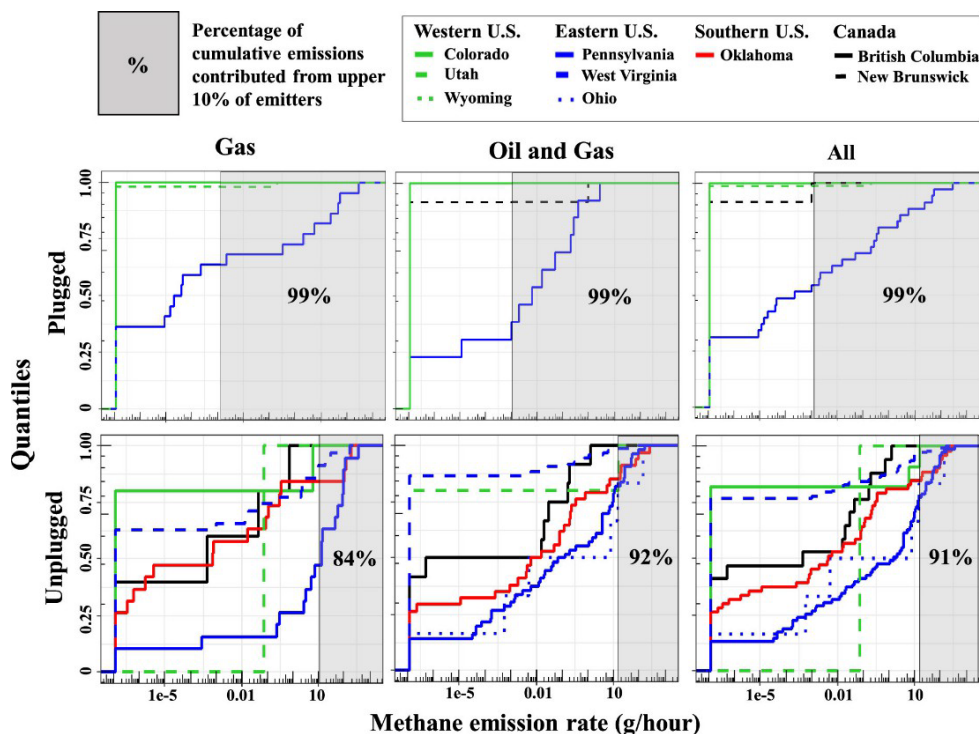 %
Percentage of
cumulative emissions
contributed from upper
10% of emitters
Western U.S. Eastern U.S. Southern U.S. Canada
Colorado Pennsylvania Oklahoma British Columbia
Utah West Virginia New Brunswick
Wyoming Ohio
Gas Oil and Gas All
Quantiles
Plugged
1.00
0.75
0.50
0.25
0
99% 99% 99%
Unplugged
1.00
0.75
0.50
0.25
0
84% 92% 91%
1e-5 0.01 10 1e-5 0.01 10 1e-5 0.01 10
Methane emission rate (g/hour)